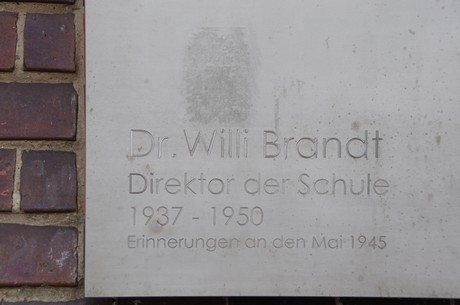 Dr. Willi Brandt
Direktor der Schule
1937 - 1950
Erinnerungen an den Mai 1945